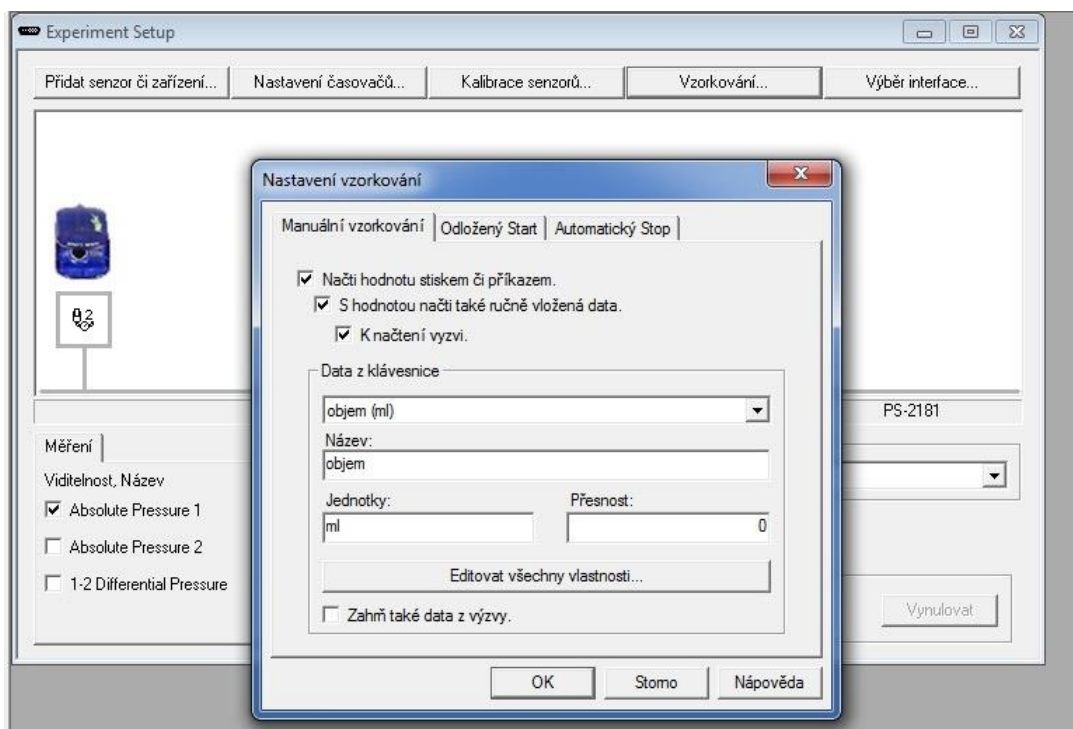 Experiment Setup
Přidat senzor či zařízení...
Nastavení časovačů...
Kalibrace senzorů...
Vzorkování...
Výběr interface...
PS-2181
Měření
Viditelnost, Název
Absolute Pressure 1
Absolute Pressure 2
1-2 Differential Pressure
Vynulovat
Nastavení vzorkování
Manuální vzorkování
Odložený Start
Automatický Stop
Načti hodnotu stiskem či příkazem.
S hodnotou načti také ručně vložená data.
K načtení vyzvi.
Data z klávesnice
objem (ml)
Název:
objem
Jednotky:
Přesnost:
ml
0
Editovat všechny vlastnosti...
Zahrň také data z výzvy.
OK
Storno
Nápověda